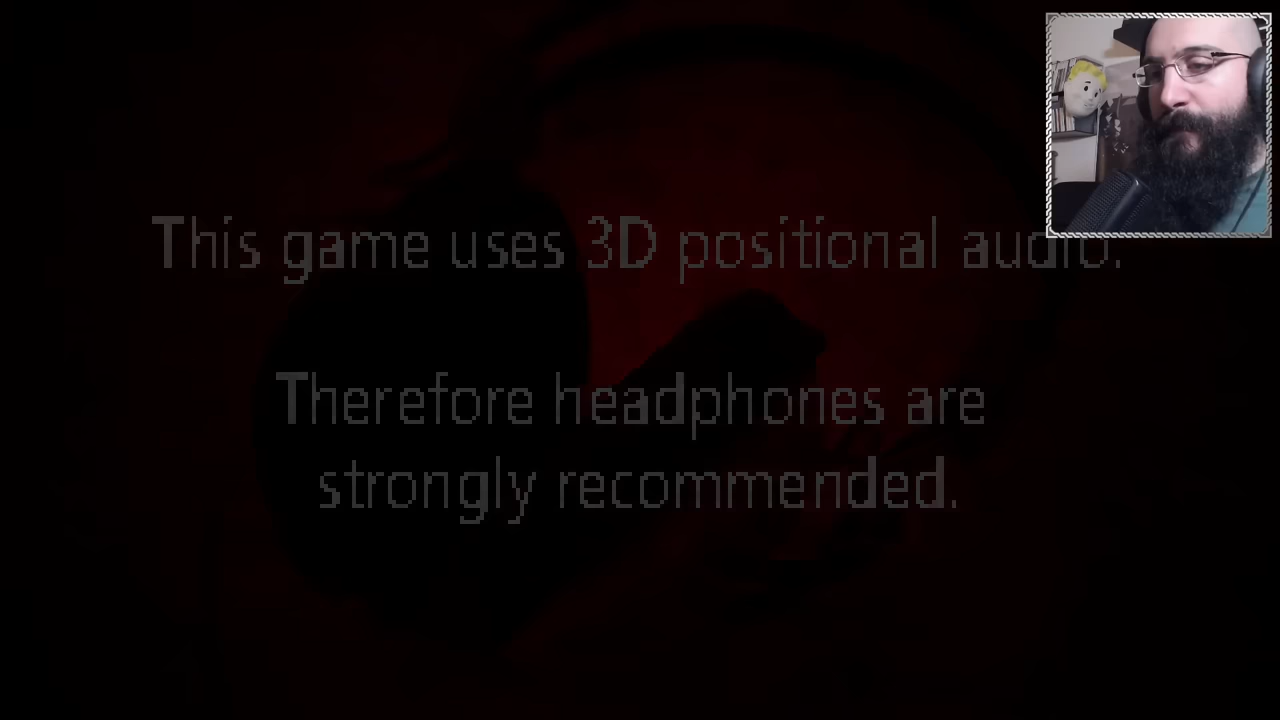 This game uses 3D positional audio.
Therefore headphones are
strongly recommended.